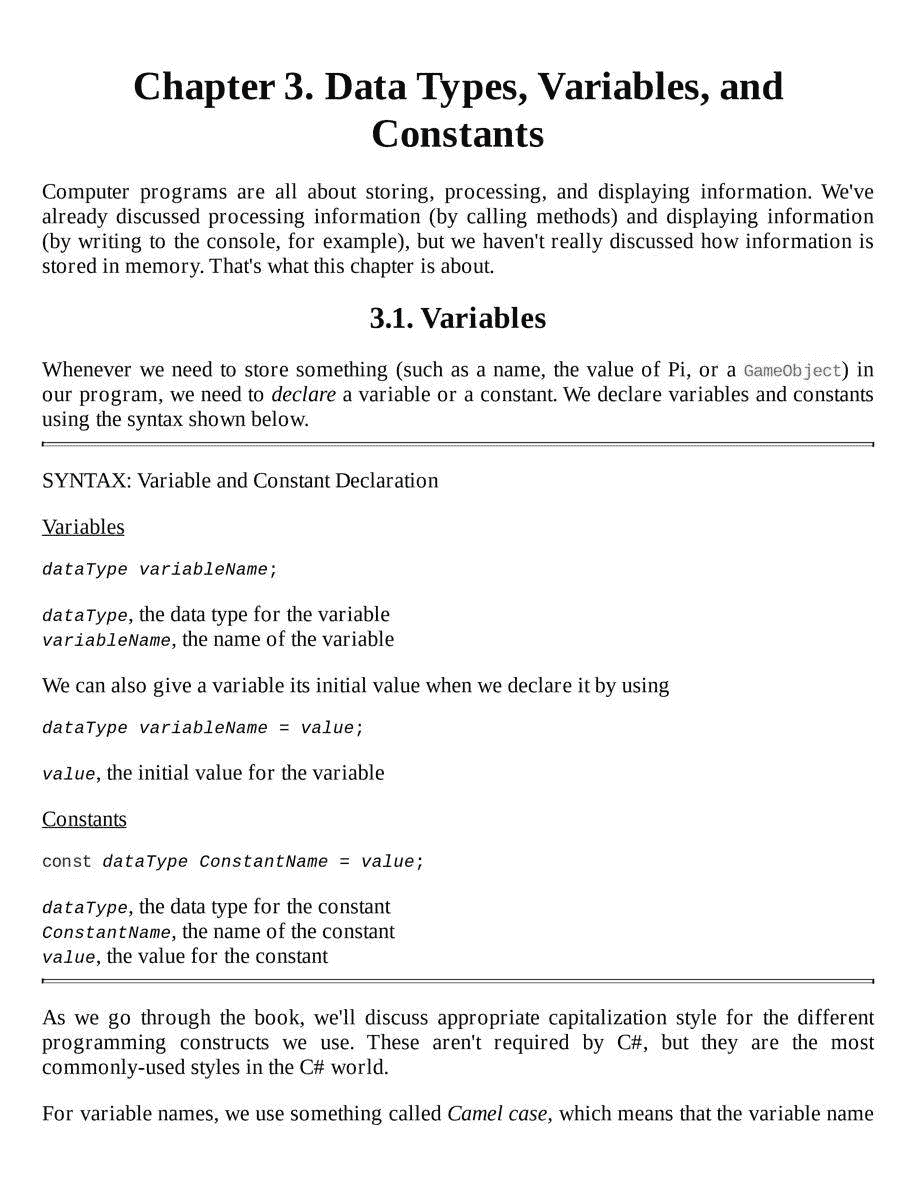 Chapter 3. Data Types, Variables, and
Constants
Computer programs are all about storing, processing, and displaying information. We've
already discussed processing information (by calling methods) and displaying information
(by writing to the console, for example), but we haven't really discussed how information is
stored in memory. That's what this chapter is about.
3.1. Variables
Whenever we need to store something (such as a name, the value of Pi, or a GameObject) in
our program, we need to declare a variable or a constant. We declare variables and constants
using the syntax shown below.
SYNTAX: Variable and Constant Declaration
Variables
dataType variableName;
dataType, the data type for the variable
variableName, the name of the variable
We can also give a variable its initial value when we declare it by using
dataType variableName = value;
value, the initial value for the variable
Constants
const dataType ConstantName = value;
dataType, the data type for the constant
ConstantName, the name of the constant
value, the value for the constant
As we go through the book, we'll discuss appropriate capitalization style for the different
programming constructs we use. These aren't required by C#, but they are the most
commonly-used styles in the C# world.
For variable names, we use something called Camel case, which means that the variable name